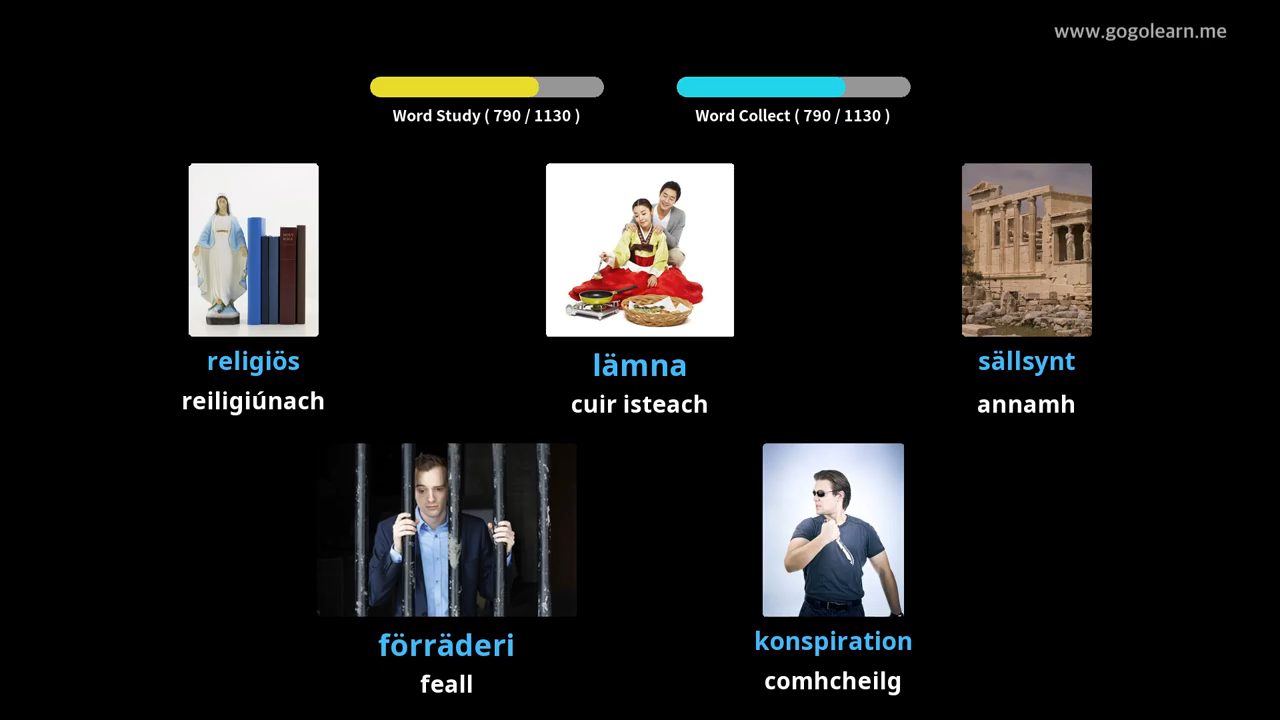 www.gogolearn.me
Word Study ( 790 / 1130 )
Word Collect ( 790 / 1130 )
religiös
reiligiúnach
lämna
cuir isteach
sällsynt
annamh
förräderi
feall
konspiration
comhcheilg